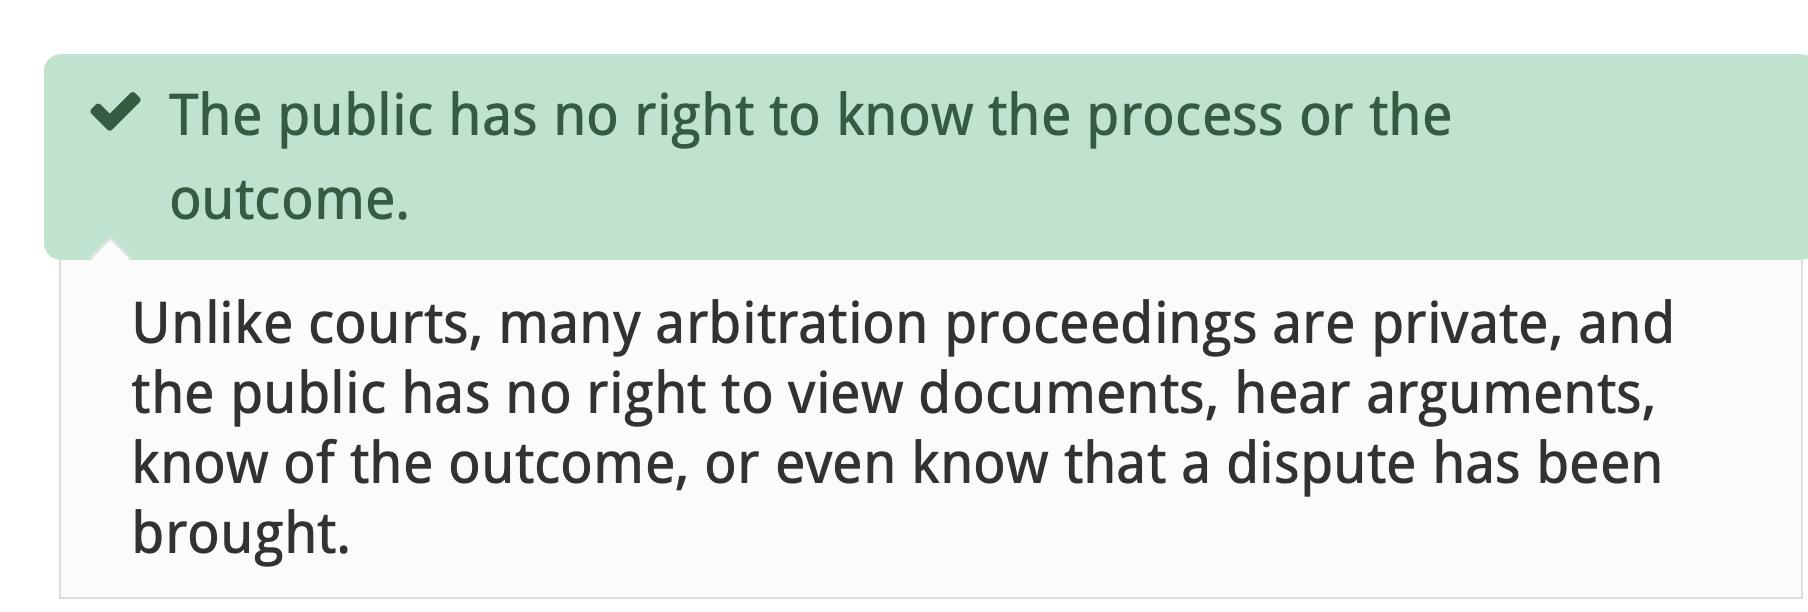 The public has no right to know the process or the
outcome.
Unlike courts, many arbitration proceedings are private, and
the public has no right to view documents, hear arguments,
know of the outcome, or even know that a dispute has been
brought.